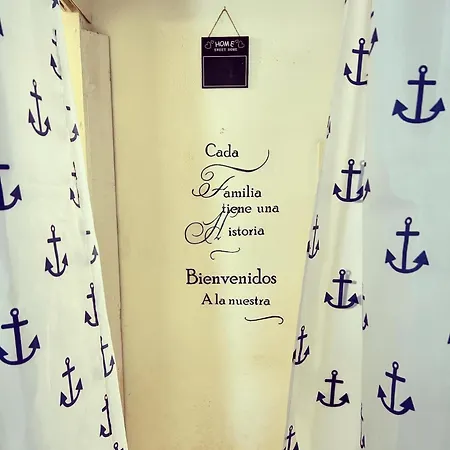 HOME
SWEET HOME
Cada
Familia
tiene una
Historia
Bienvenidos
A la nuestra